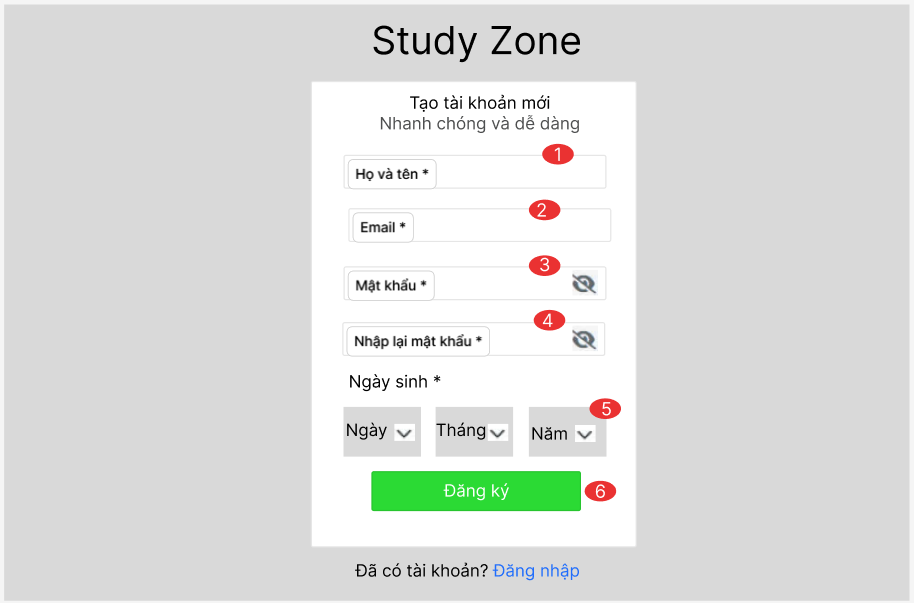 Study Zone
Tạo tài khoản mới
Nhanh chóng và dễ dàng
1
Họ và tên *
2
Email *
3
Mật khẩu *
4
Nhập lại mật khẩu *
Ngày sinh *
5
Ngày Tháng Năm
Đăng ký 6
Đã có tài khoản? Đăng nhập